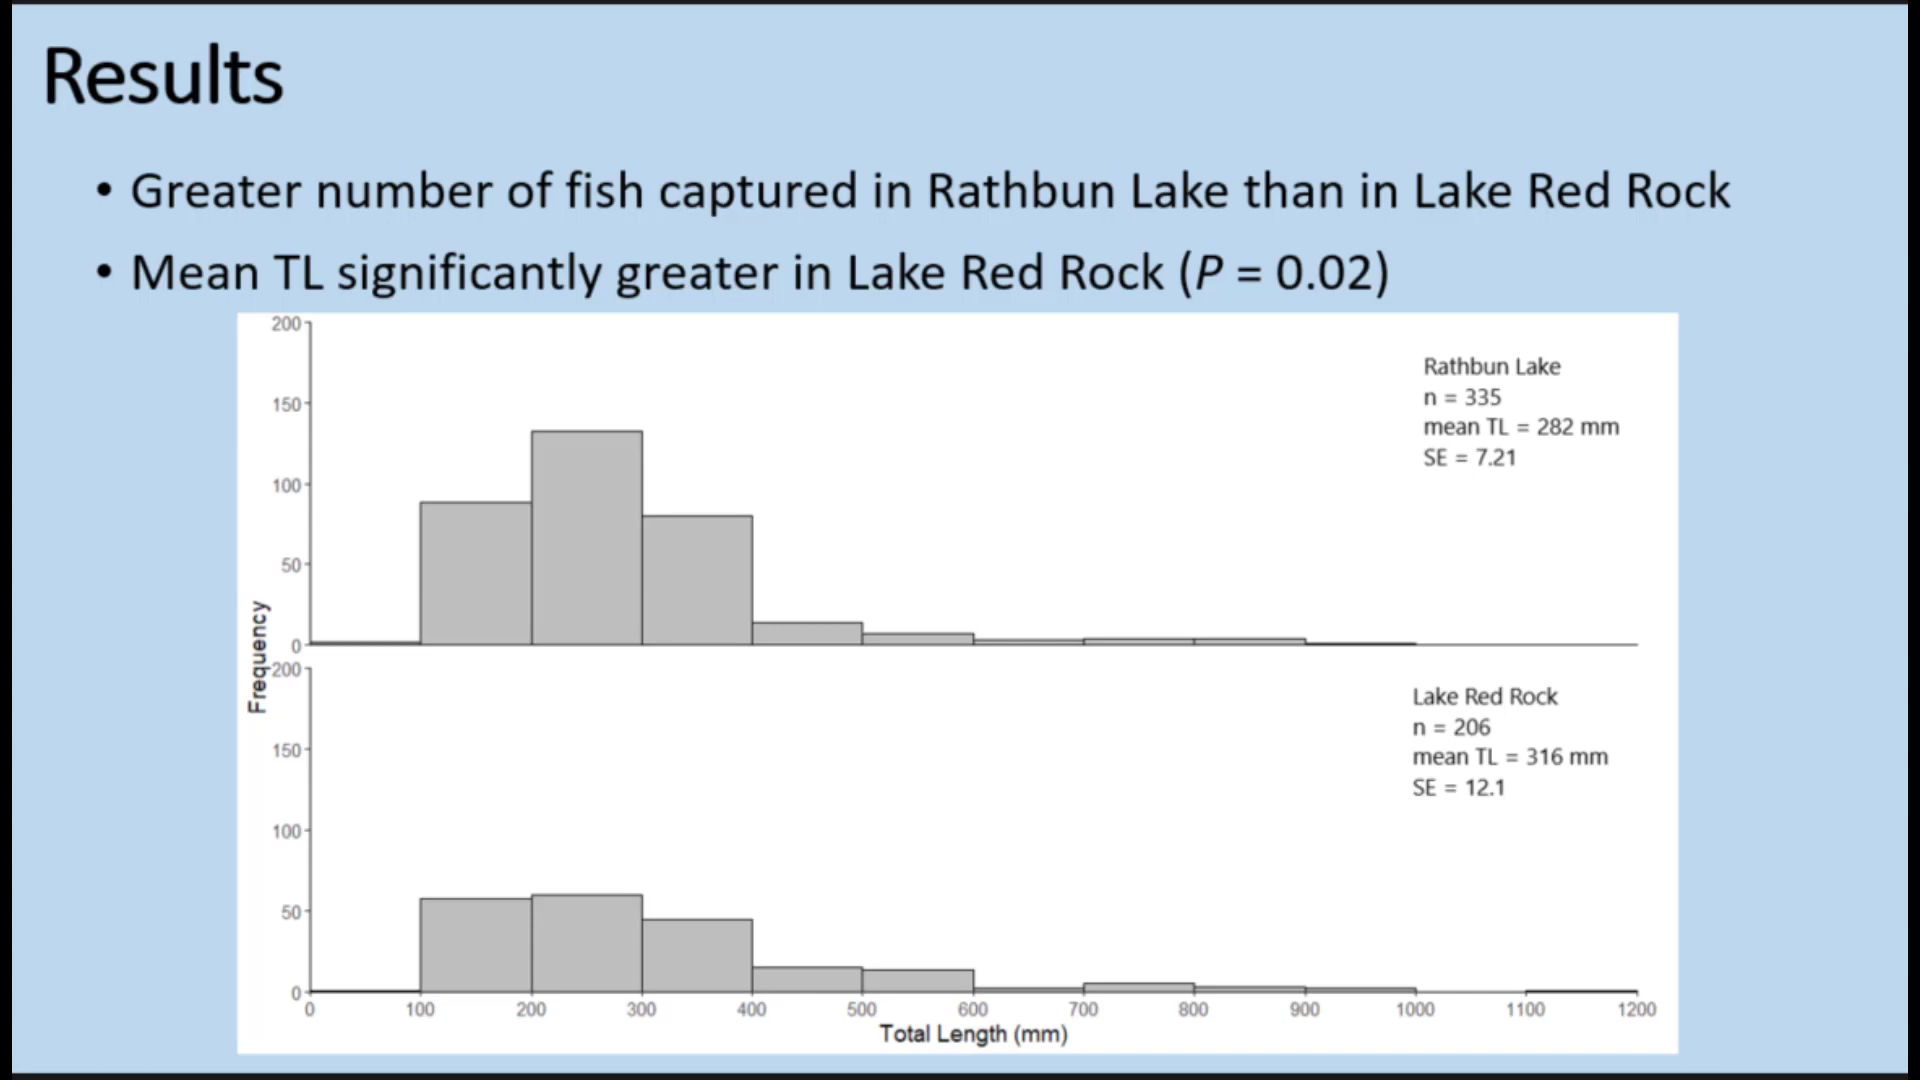 Results
• Greater number of fish captured in Rathbun Lake than in Lake Red Rock
• Mean TL significantly greater in Lake Red Rock (P = 0.02)
200
150
100
50
0
Rathbun Lake
n = 335
mean TL = 282 mm
SE = 7.21
Frequency
200
150
100
50
0
Lake Red Rock
n = 206
mean TL = 316 mm
SE = 12.1
0 100 200 300 400 500 600 700 800 900 1000 1100 1200
Total Length (mm)